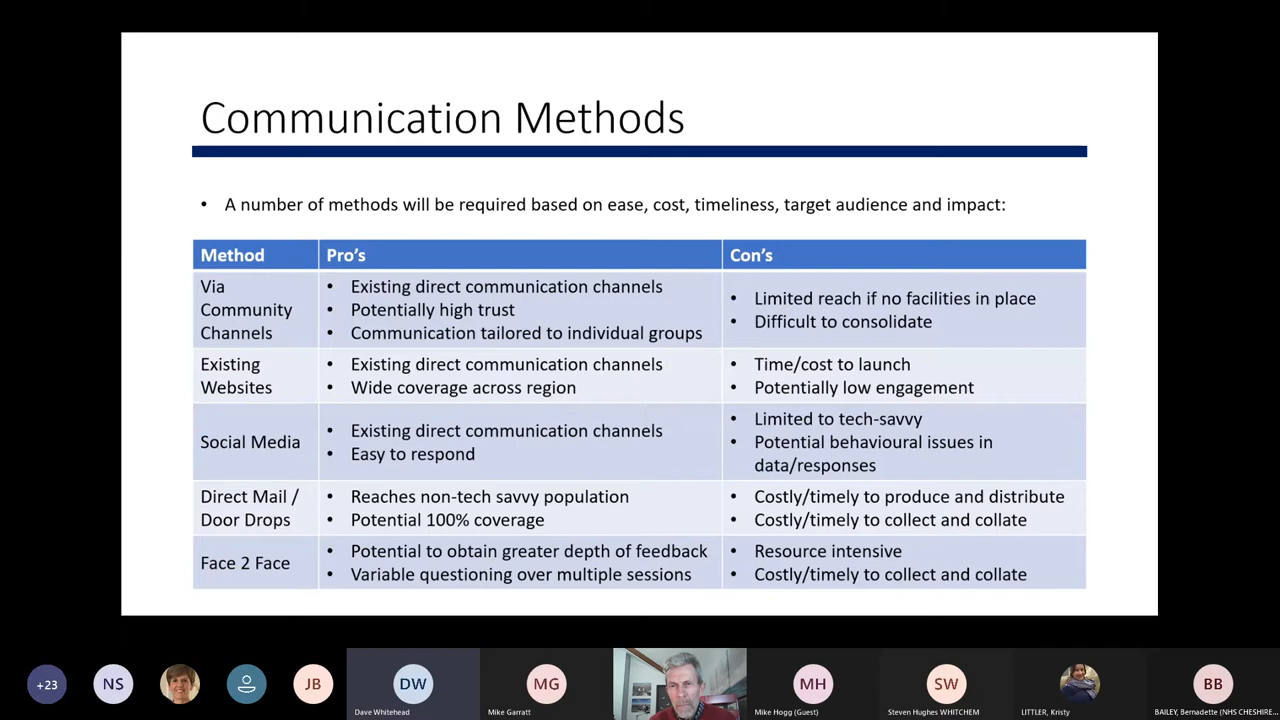 Communication Methods
• A number of methods will be required based on ease, cost, timeliness, target audience and impact:
Method
Pro's
Con's
Via
Community
Channels
• Existing direct communication channels
• Potentially high trust
• Communication tailored to individual groups
• Limited reach if no facilities in place
• Difficult to consolidate
Existing
Websites
• Existing direct communication channels
• Wide coverage across region
• Time/cost to launch
• Potentially low engagement
Social Media
• Existing direct communication channels
• Easy to respond
• Limited to tech-savvy
• Potential behavioural issues in
data/responses
Direct Mail /
Door Drops
• Reaches non-tech savvy population
• Potential 100% coverage
• Costly/timely to produce and distribute
• Costly/timely to collect and collate
Face 2 Face
• Potential to obtain greater depth of feedback
• Variable questioning over multiple sessions
• Resource intensive
• Costly/timely to collect and collate
+23
NS
JB
DW
Dave Whitehead
MG
Mike Garratt
MH
Mike Hogg (Guest)
SW
Steven Hughes WHITCHEM
LITTLER, Kristy
BB
BAILEY, Bernadette (NHS CHESHIRE...